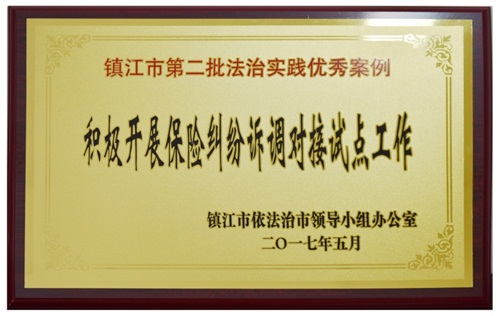 镇江市第二批法治实践优秀案例
积极开展保险纠纷诉调对接试点工作
镇江市依法治市领导小组办公室
二〇一七年五月